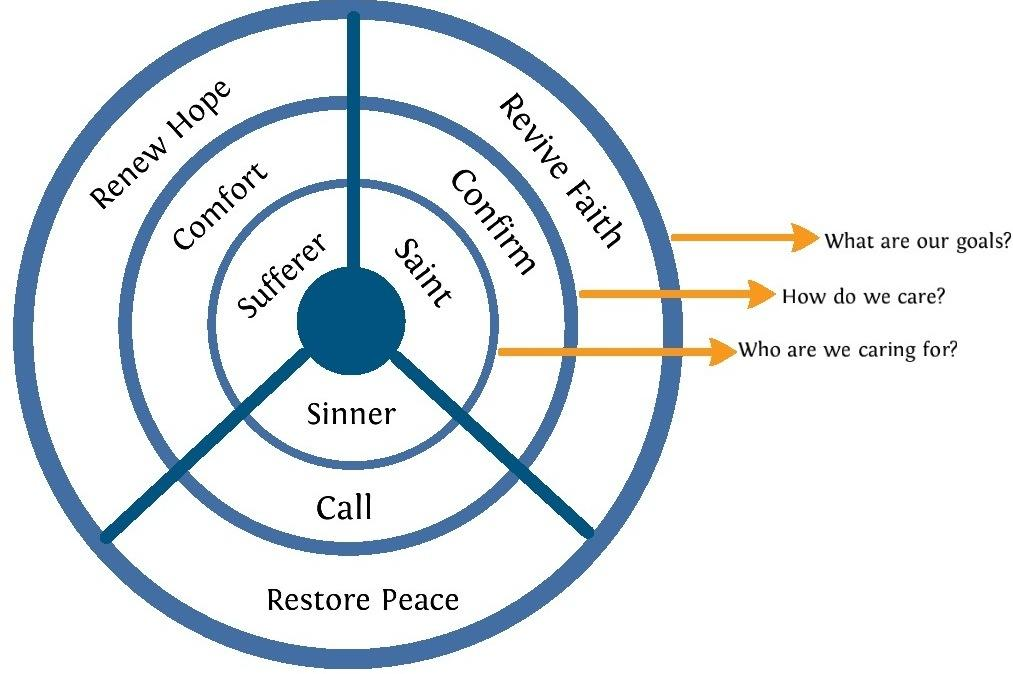 Renew Hope
Revive Faith
Comfort
Confirm
Sufferer
Saint
What are our goals?
How do we care?
Who are we caring for?
Sinner
Call
Restore Peace